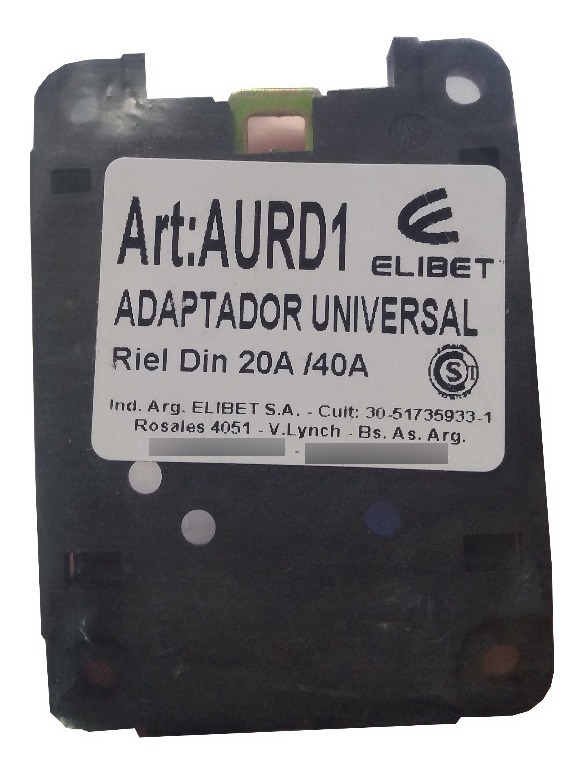 Art:AURD1
ELIBET
ADAPTADOR UNIVERSAL
Riel Din 20A /40A
Ind. Arg. ELIBET S.A. - Cuit: 30-51735933-1
Rosales 4051 - V.Lynch - Bs. As. Arg.
-